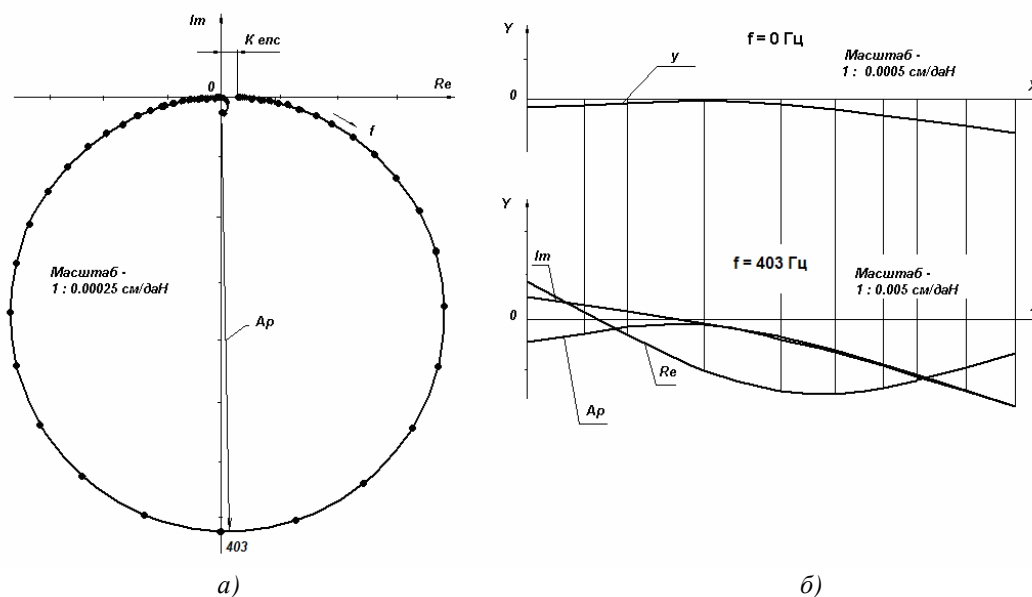 Im
К епс
0
Re
f
Масштаб -
1 : 0.00025 см/даН
Ap
403
а)
Y
f = 0 Гц
Масштаб -
1 : 0.0005 см/даН
y
0
X
Y
f = 403 Гц
Im
Масштаб -
1 : 0.005 см/даН
0
Re
Ap
б)